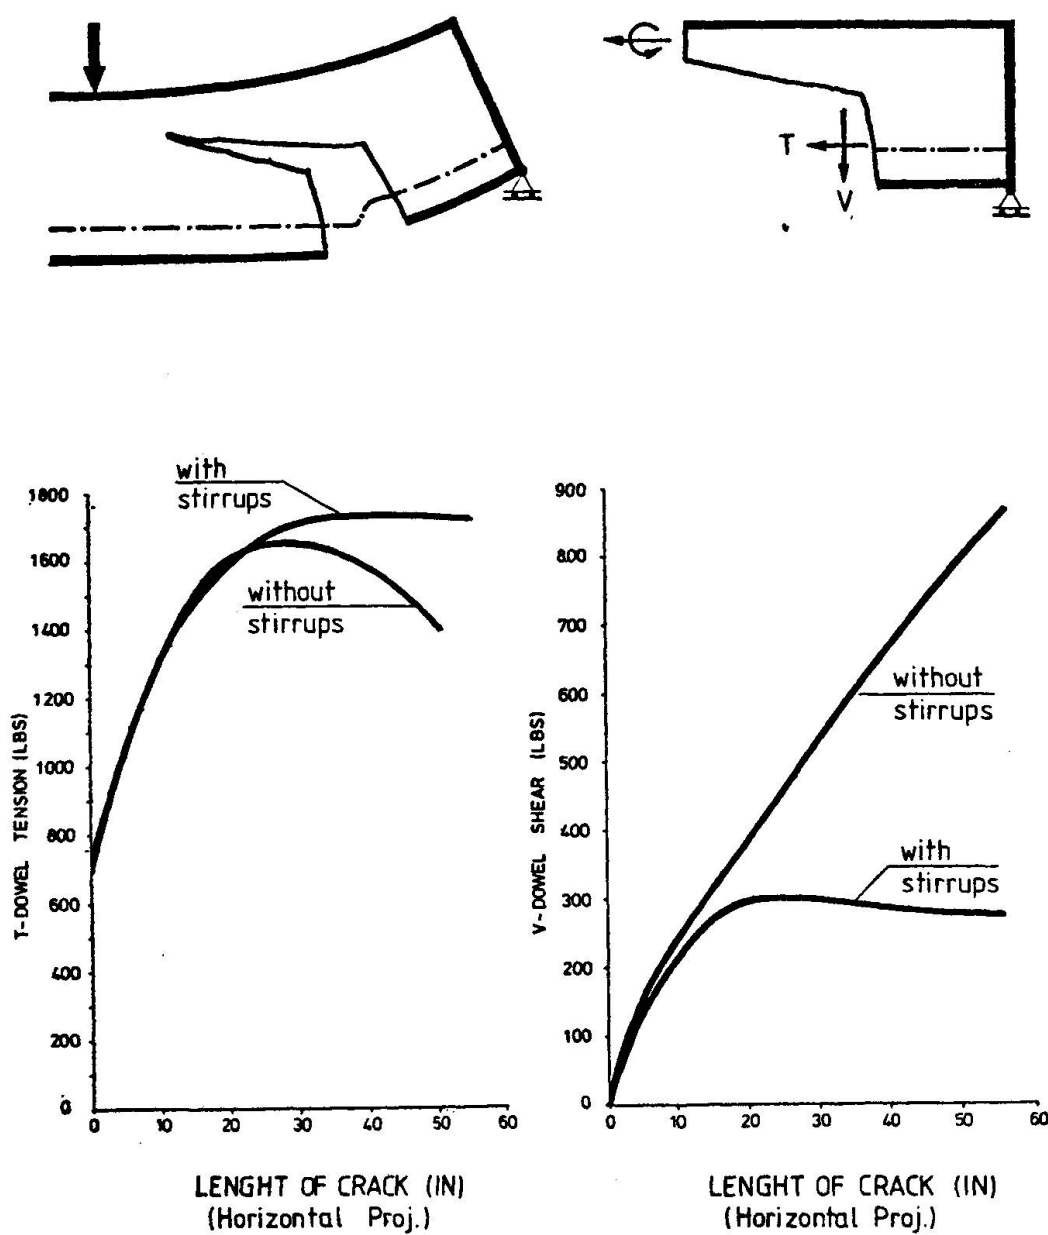 T
V
with
stirrups
without
stirrups
1800
1600
1400
1200
1000
800
600
400
200
0
T-DOWEL TENSION (LBS)
0 10 20 30 40 50 60
LENGHT OF CRACK (IN)
(Horizontal Proj.)
900
800
700
600
500
400
300
200
100
0
V-DOWEL SHEAR (LBS)
without
stirrups
with
stirrups
0 10 20 30 40 50 60
LENGHT OF CRACK (IN)
(Horizontal Proj.)